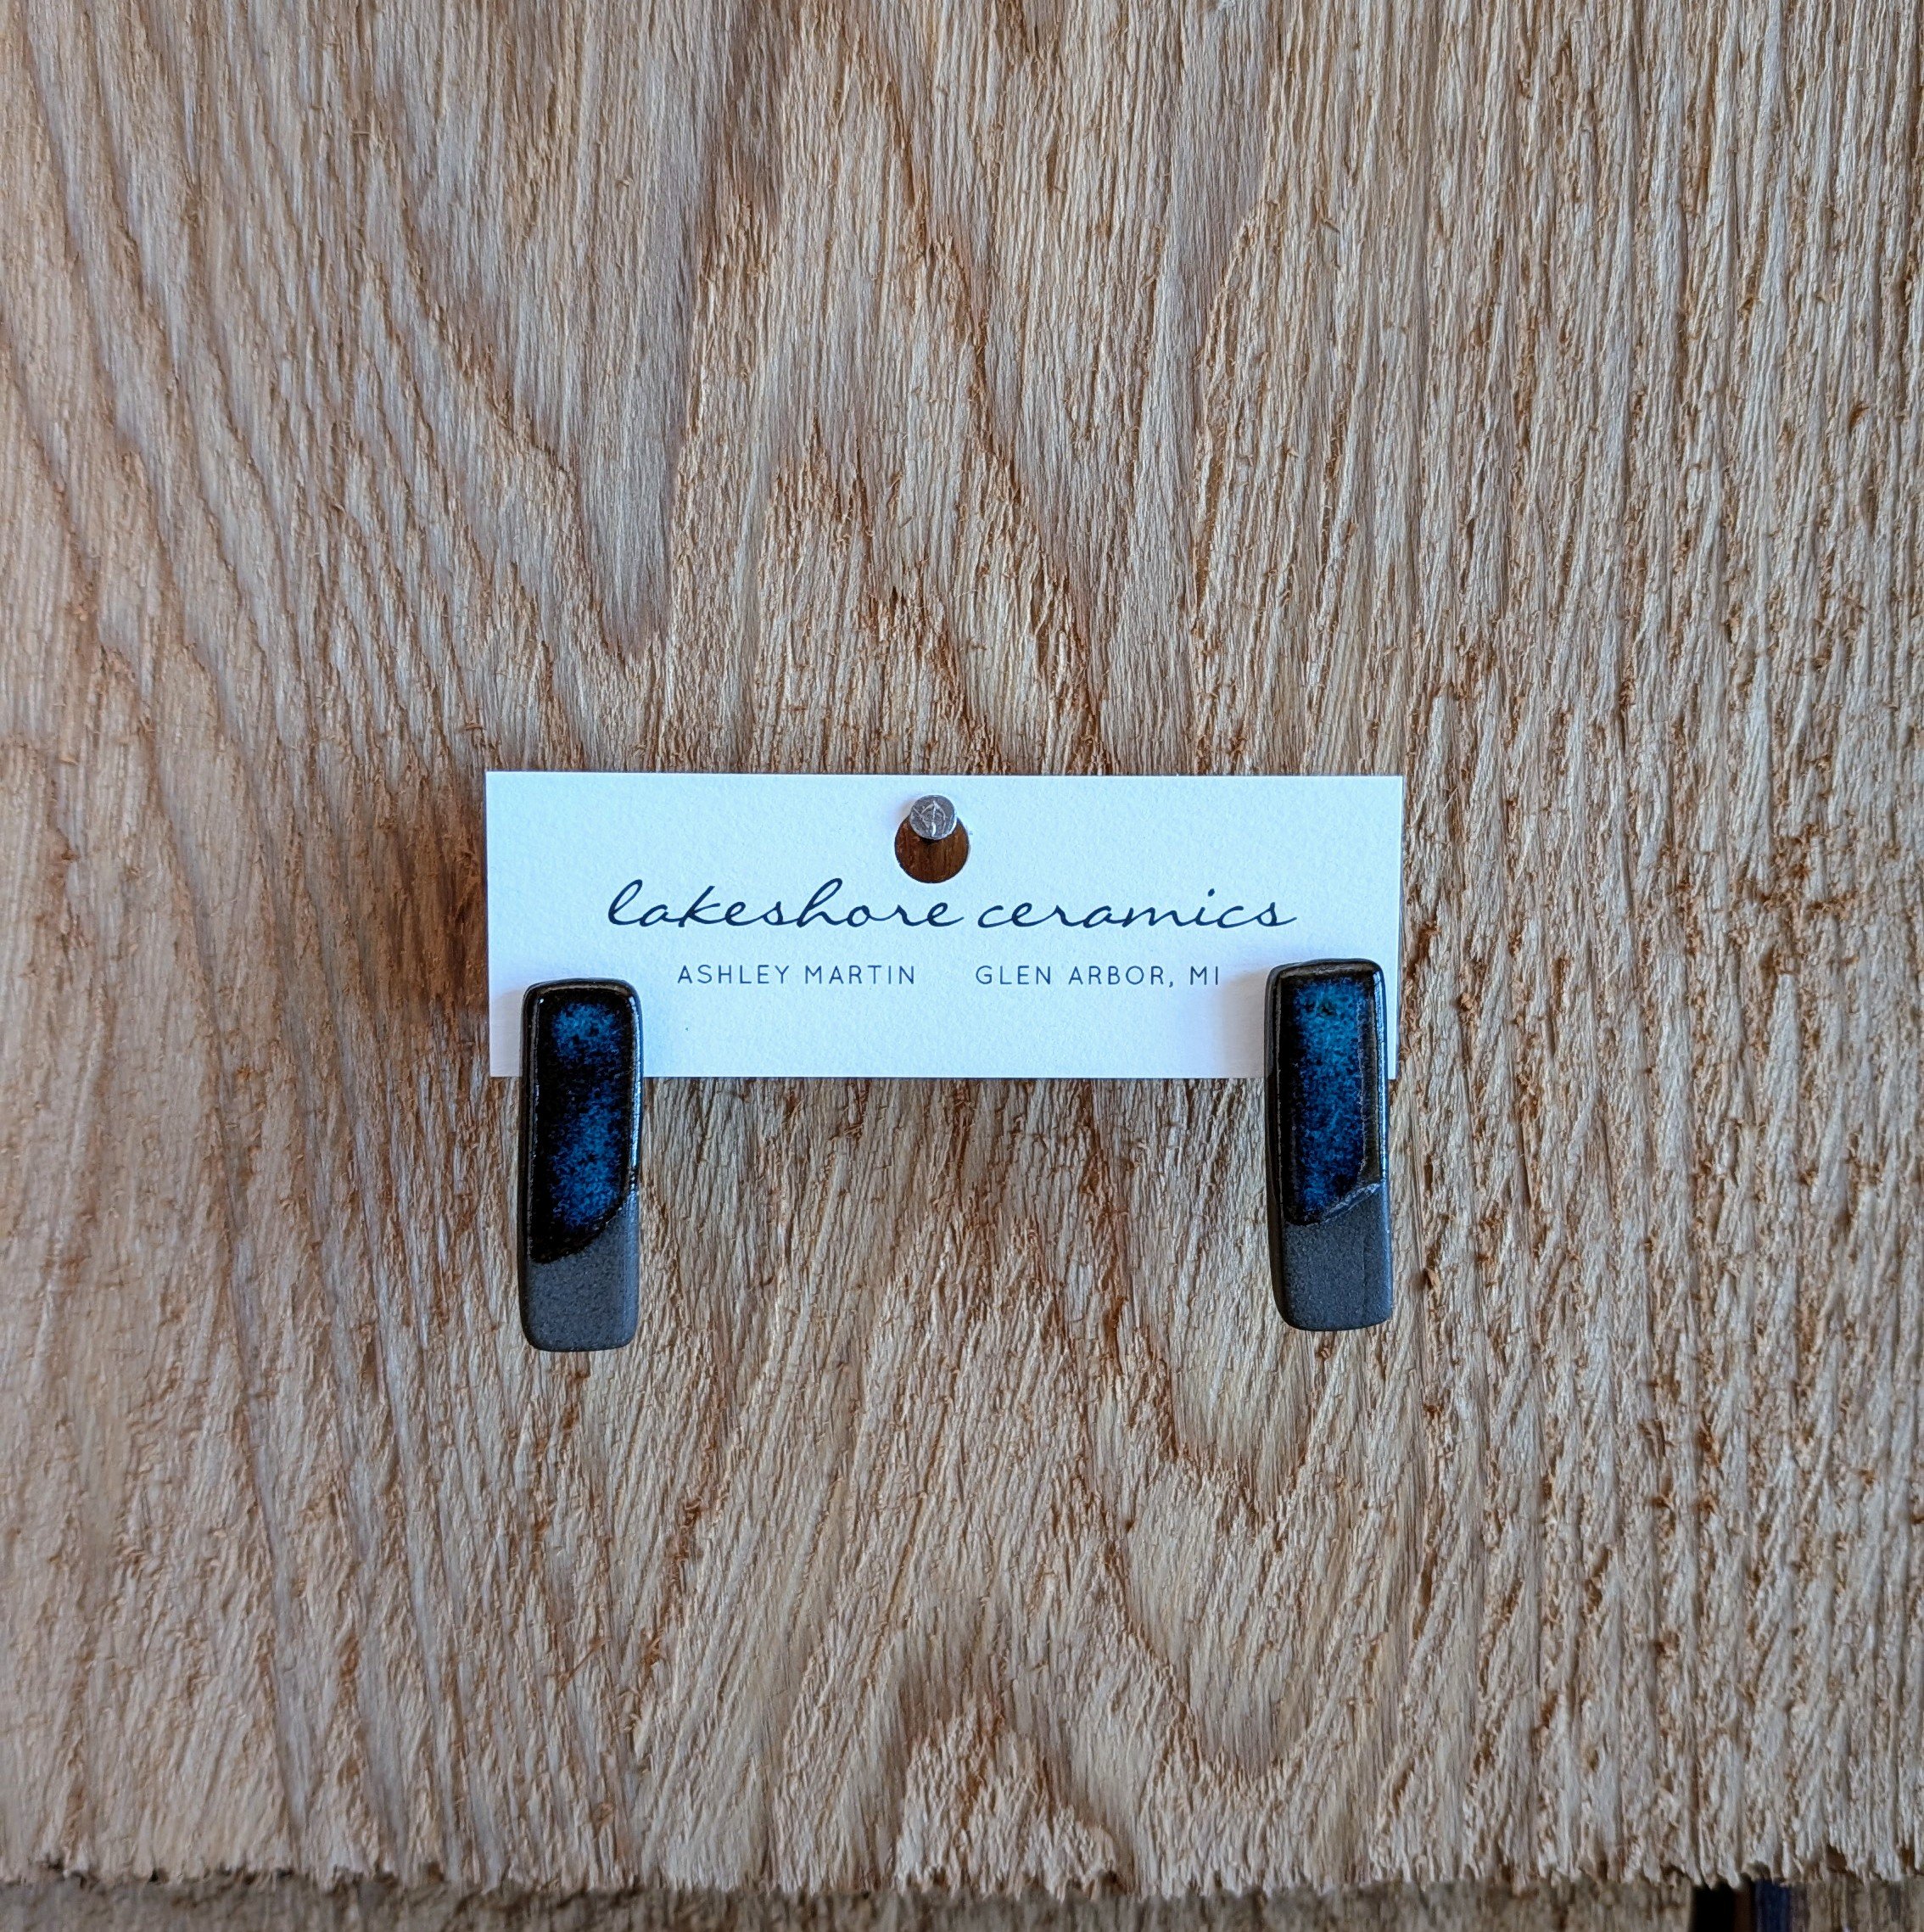 lakeshore ceramics
ASHLEY MARTIN GLEN ARBOR, MI